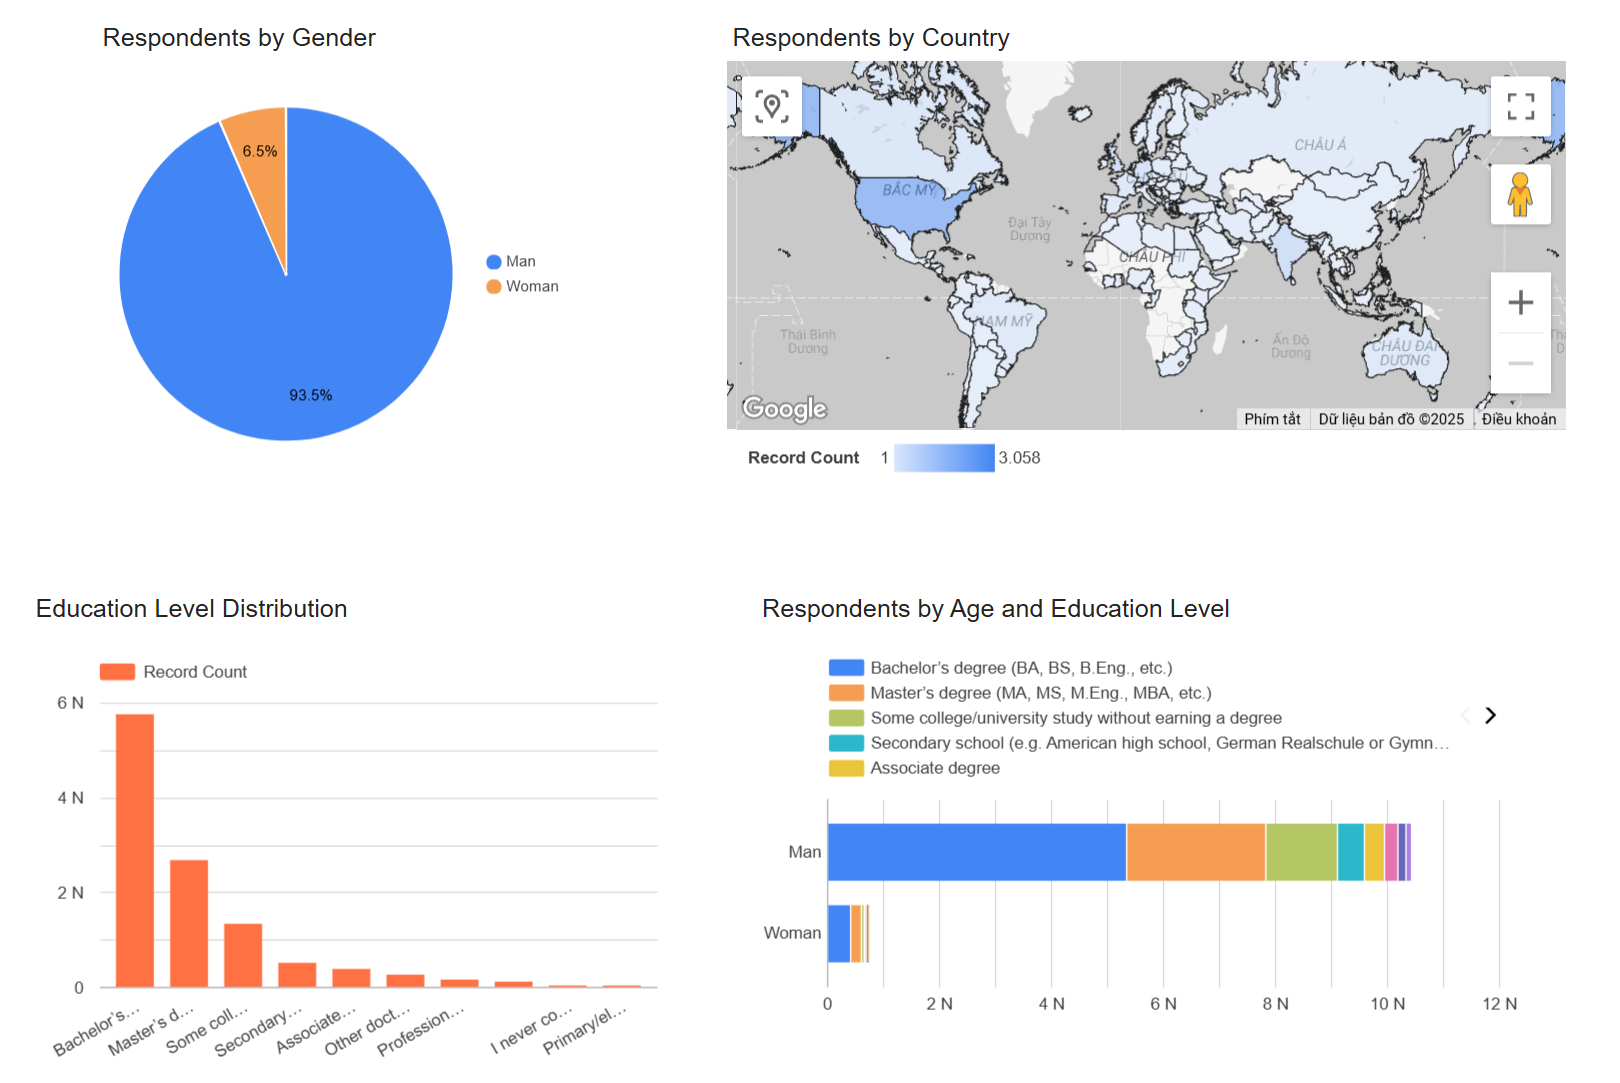 Respondents by Gender
6.5%
93.5%
Man
Woman
Respondents by Country
CHÂU Á
BẮC MỸ
Đại Tây
Dương
CHÂU PHI
NAM MỸ
Thái Bình
Dương
Ấn Độ
Dương
CHÂU ĐẠI
DƯƠNG
Google
Phím tắt
Dữ liệu bản đồ ©2025
Điều khoản
Record Count
1
3.058
Education Level Distribution
Record Count
6 N
4 N
2 N
0
Bachelor's...
Master's d...
Some coll...
Secondary...
Associate...
Other doct...
Profession...
I never co...
Primary/el...
Respondents by Age and Education Level
Bachelor's degree (BA, BS, B.Eng., etc.)
Master's degree (MA, MS, M.Eng., MBA, etc.)
Some college/university study without earning a degree
Secondary school (e.g. American high school, German Realschule or Gymn...
Associate degree
Man
Woman
0
2 N
4 N
6 N
8 N
10 N
12 N